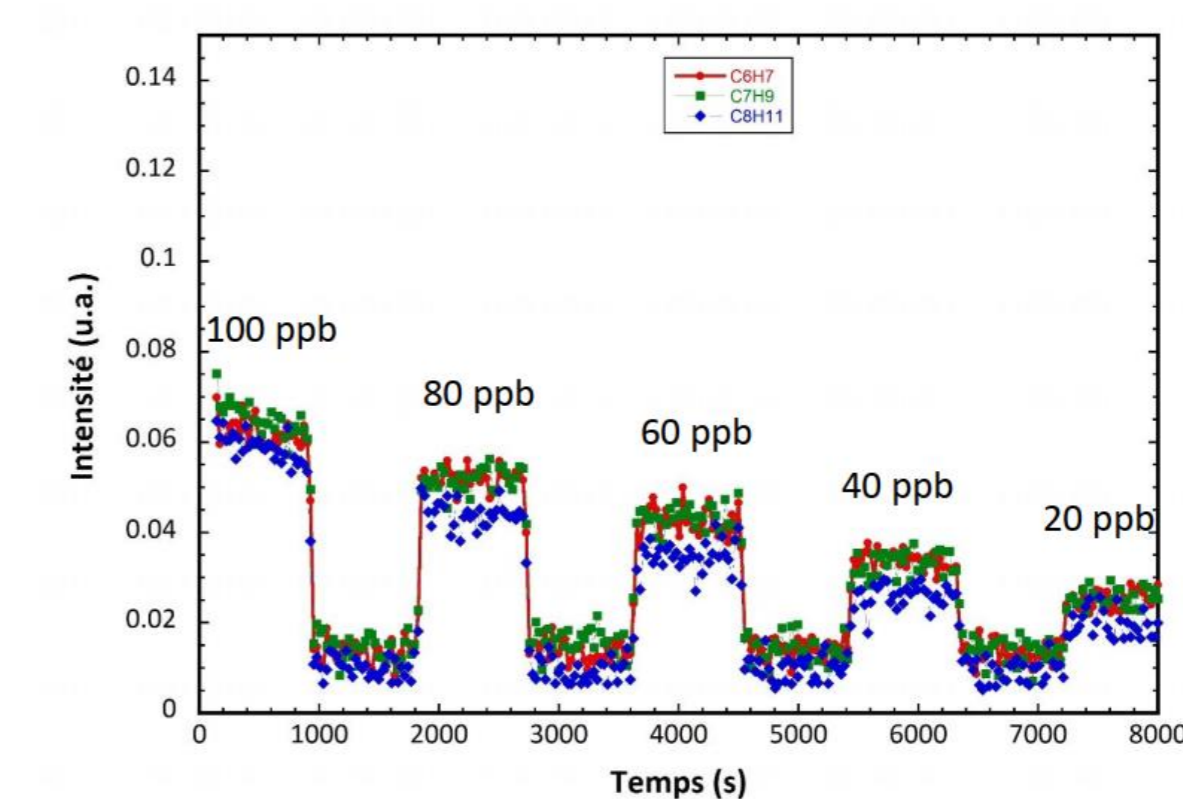 0.14
0.12
0.1
0.08
0.06
0.04
0.02
0
Intensité (u.a.)
C6H7
C7H9
C8H11
100 ppb
80 ppb
60 ppb
40 ppb
20 ppb
0 1000 2000 3000 4000 5000 6000 7000 8000
Temps (s)